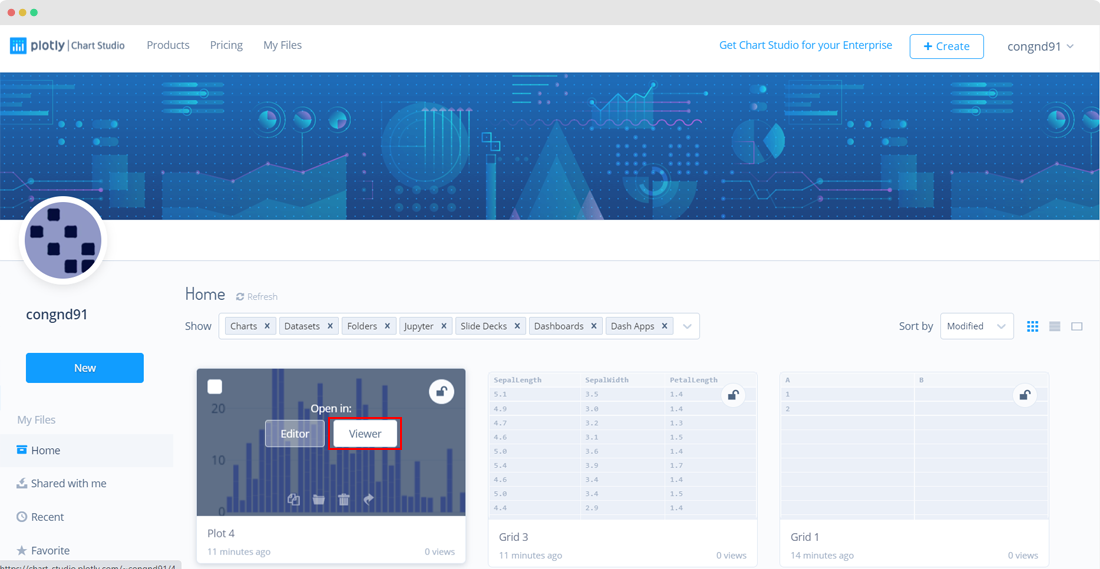 plotly | Chart Studio Products Pricing My Files Get Chart Studio for your Enterprise + Create congnd91
congnd91
New
My Files
Home
Shared with me
Recent
Favorite
Home Refresh
Show Charts x Datasets x Folders x Jupyter x Slide Decks x Dashboards x Dash Apps x Sort by Modified
20
10
0
Open in:
Editor Viewer
Plot 4
11 minutes ago 0 views
SepalLength SepalWidth PetalLength
5.1 3.5 1.4
4.9 3.0 1.4
4.7 3.2 1.3
4.6 3.1 1.5
5.0 3.6 1.4
5.4 3.9 1.7
4.6 3.4 1.4
5.0 3.4 1.5
4.4 2.9 1.4
Grid 3
11 minutes ago 0 views
A B
1
2
Grid 1
14 minutes ago 0 views
https://chart-studio.plotly.com/~congnd91/4